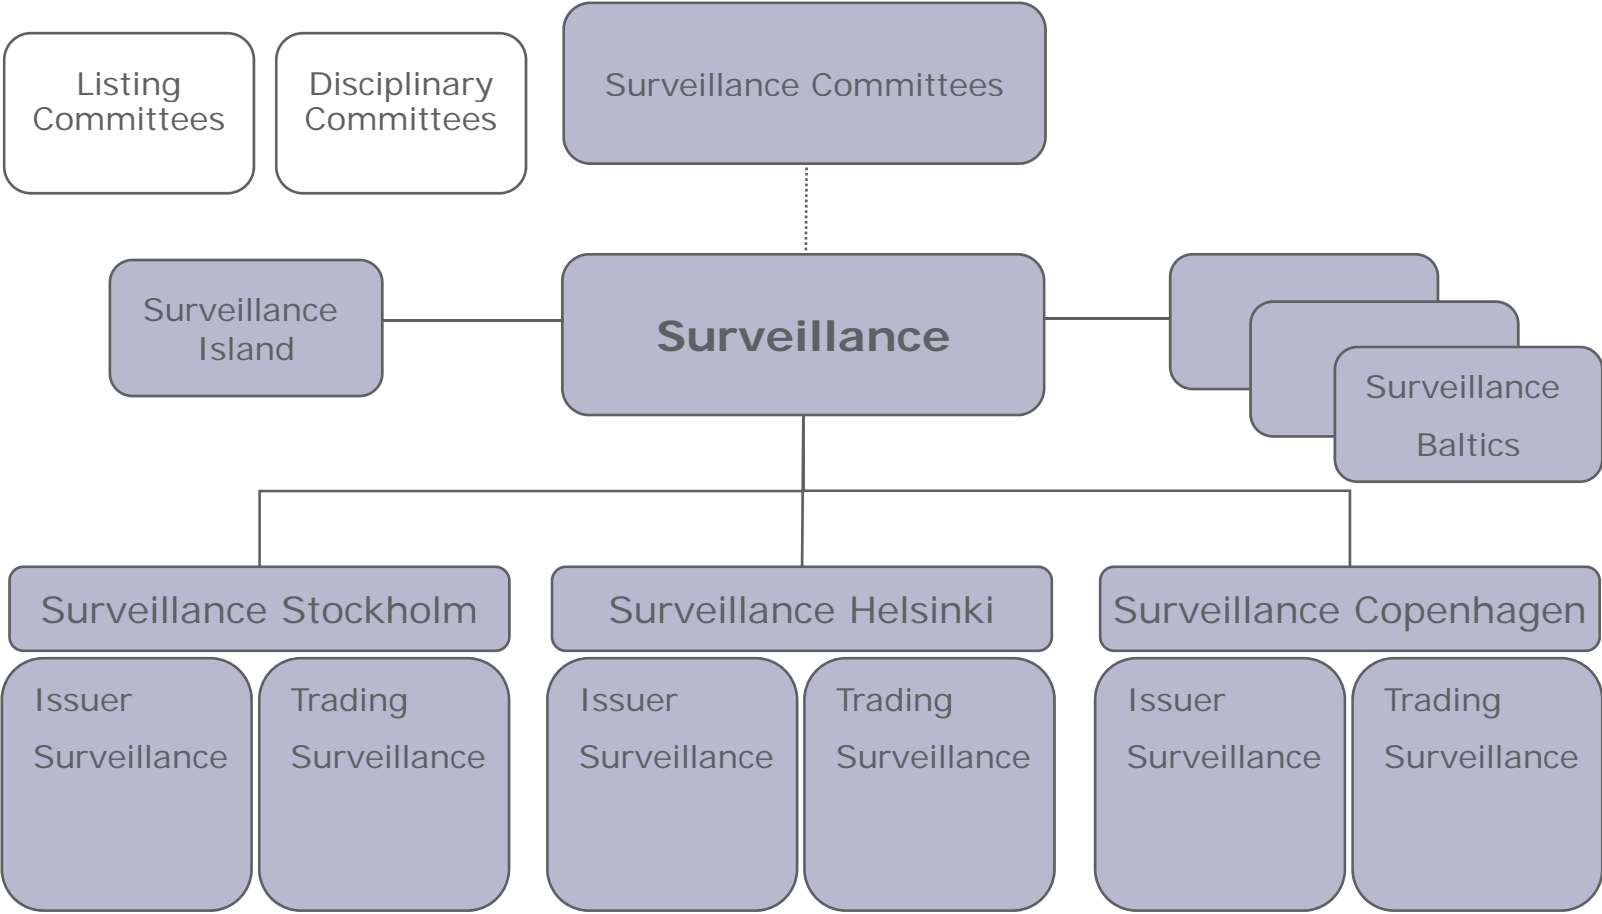 Listing
Committees
Disciplinary
Committees
Surveillance Committees
Surveillance
Island
Surveillance
Surveillance
Baltics
Surveillance Stockholm
Surveillance Helsinki
Surveillance Copenhagen
Issuer
Surveillance
Trading
Surveillance
Issuer
Surveillance
Trading
Surveillance
Issuer
Surveillance
Trading
Surveillance